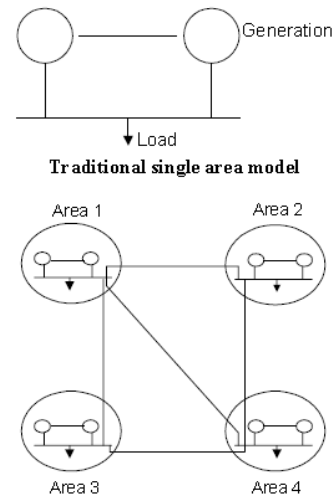 Generation
Load
Traditional single area model
Area 1
Area 2
Area 3
Area 4